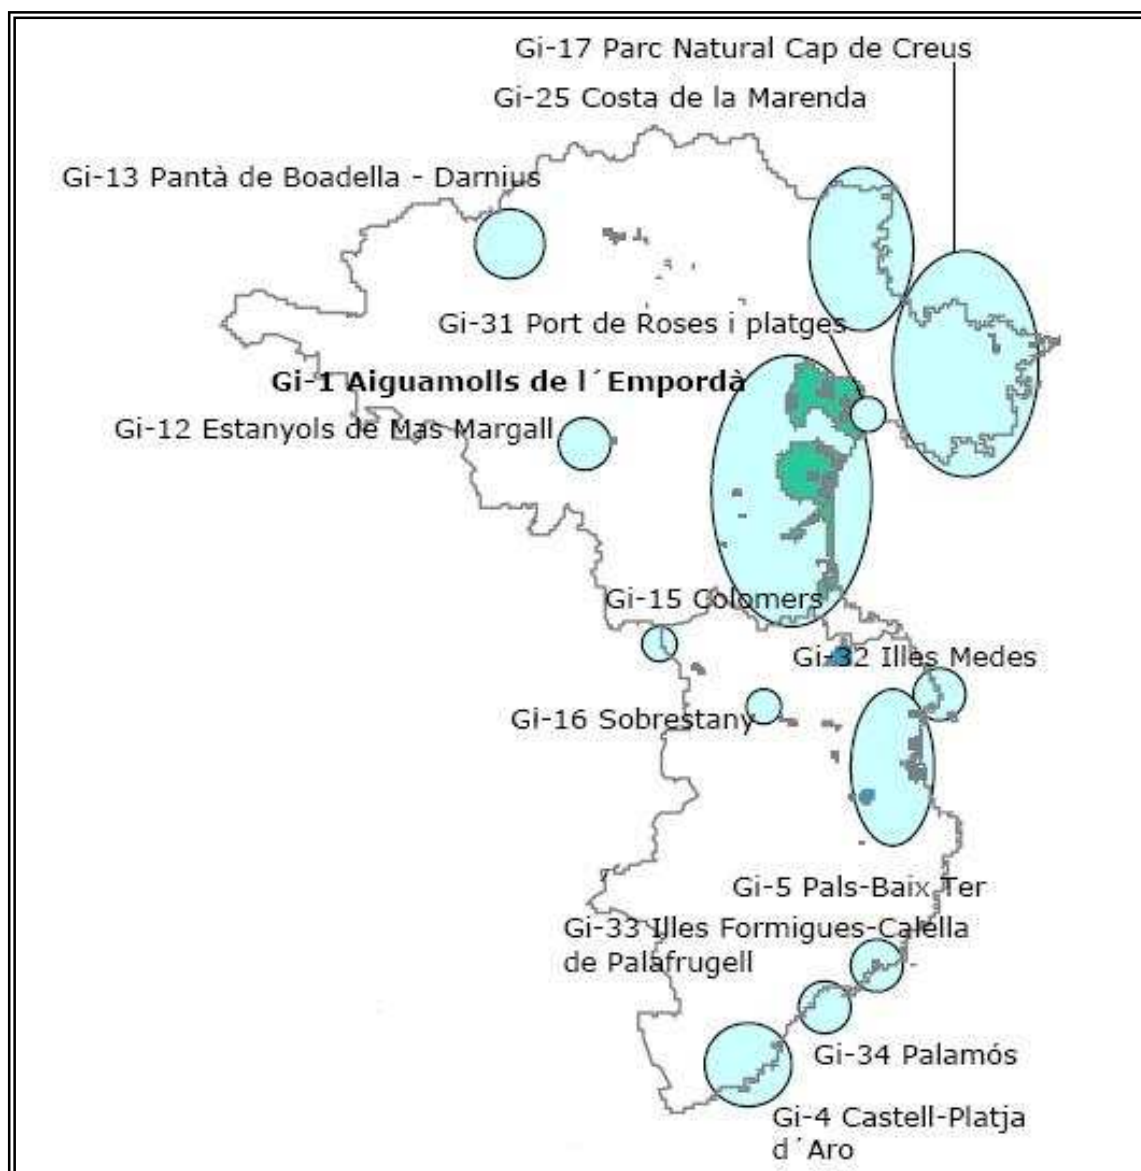 Gi-17 Parc Natural Cap de Creus
Gi-25 Costa de la Marenda
Gi-13 Pantà de Boadella - Darnius
Gi-31 Port de Roses i platges
Gi-1 Aiguamolls de l´Empordà
Gi-12 Estanyols de Mas Margall
Gi-15 Colomers
Gi-32 Illes Medes
Gi-16 Sobrestany
Gi-5 Pals-Baix Ter
Gi-33 Illes Formigues-Calella
de Palafrugell
Gi-34 Palamós
Gi-4 Castell-Platja
d´Aro